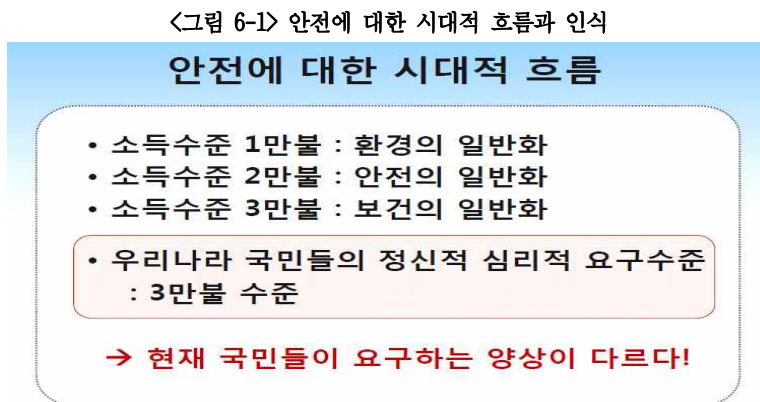 <그림 6-1> 안전에 대한 시대적 흐름과 인식
안전에 대한 시대적 흐름
• 소득수준 1만불 : 환경의 일반화
• 소득수준 2만불 : 안전의 일반화
• 소득수준 3만불 : 보건의 일반화
• 우리나라 국민들의 정신적 심리적 요구수준
: 3만불 수준
→ 현재 국민들이 요구하는 양상이 다르다!